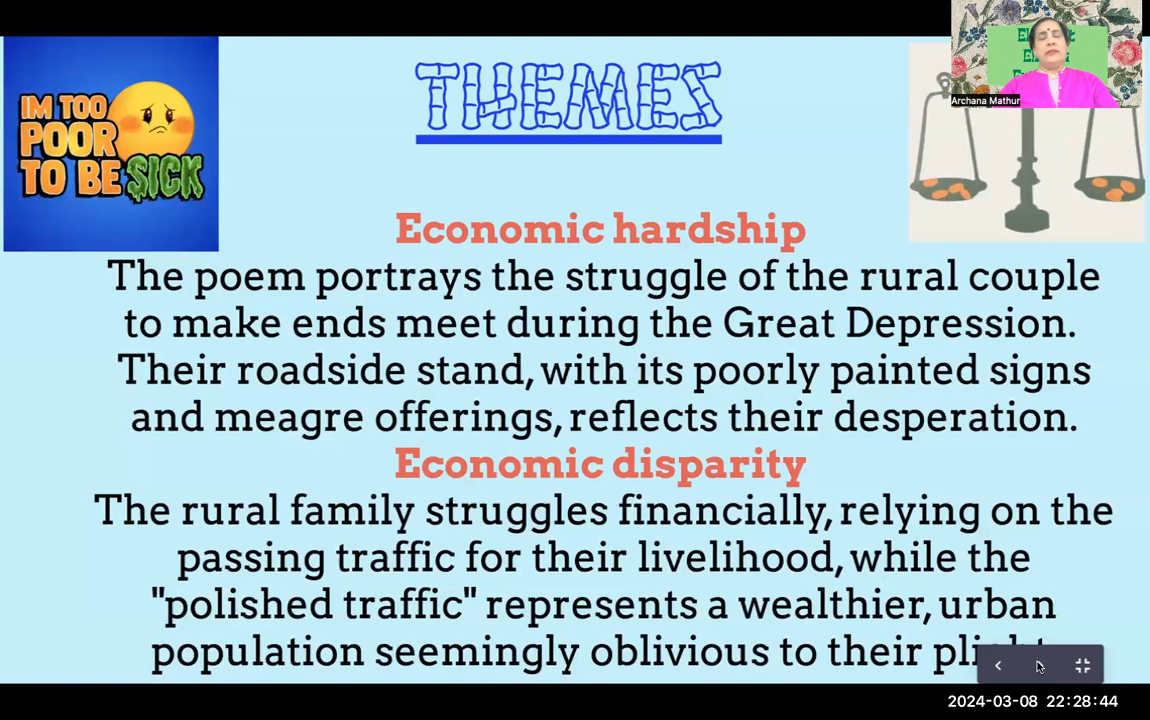 IM TOO
POOR
TO BE SICK
THEMES
Archana Mathur
Economic hardship
The poem portrays the struggle of the rural couple
to make ends meet during the Great Depression.
Their roadside stand, with its poorly painted signs
and meagre offerings, reflects their desperation.
Economic disparity
The rural family struggles financially, relying on the
passing traffic for their livelihood, while the
"polished traffic" represents a wealthier, urban
population seemingly oblivious to their
2024-03-08 22:28:44